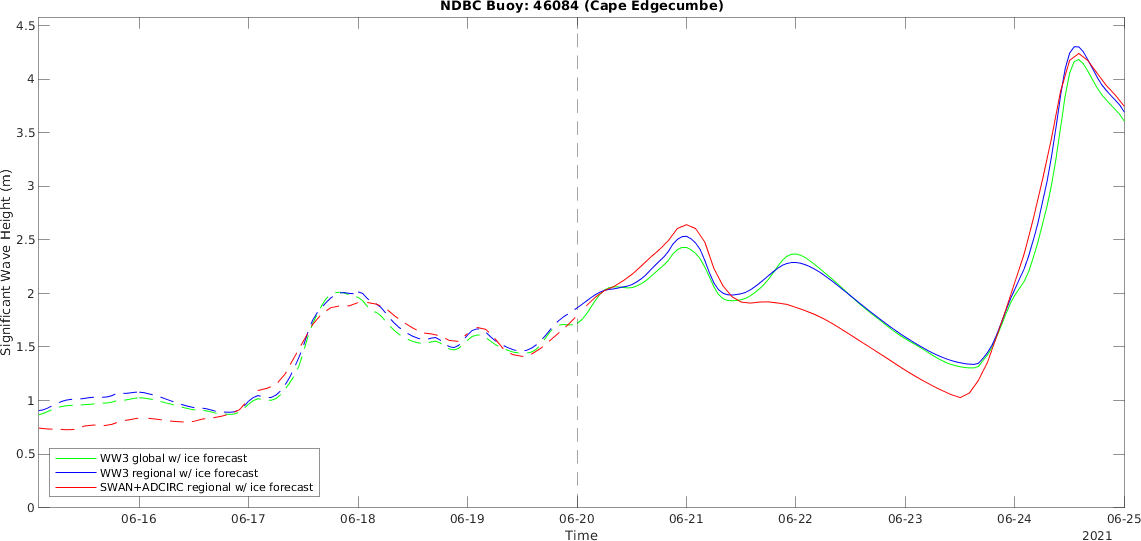 NDBC Buoy: 46084 (Cape Edgecumbe)
4.5
4
3.5
3
2.5
2
1.5
1
0.5
0
Significant Wave Height (m)
WW3 global w/ ice forecast
WW3 regional w/ ice forecast
SWAN+ADCIRC regional w/ ice forecast
06-16 06-17 06-18 06-19 06-20 06-21 06-22 06-23 06-24 06-25
Time
2021